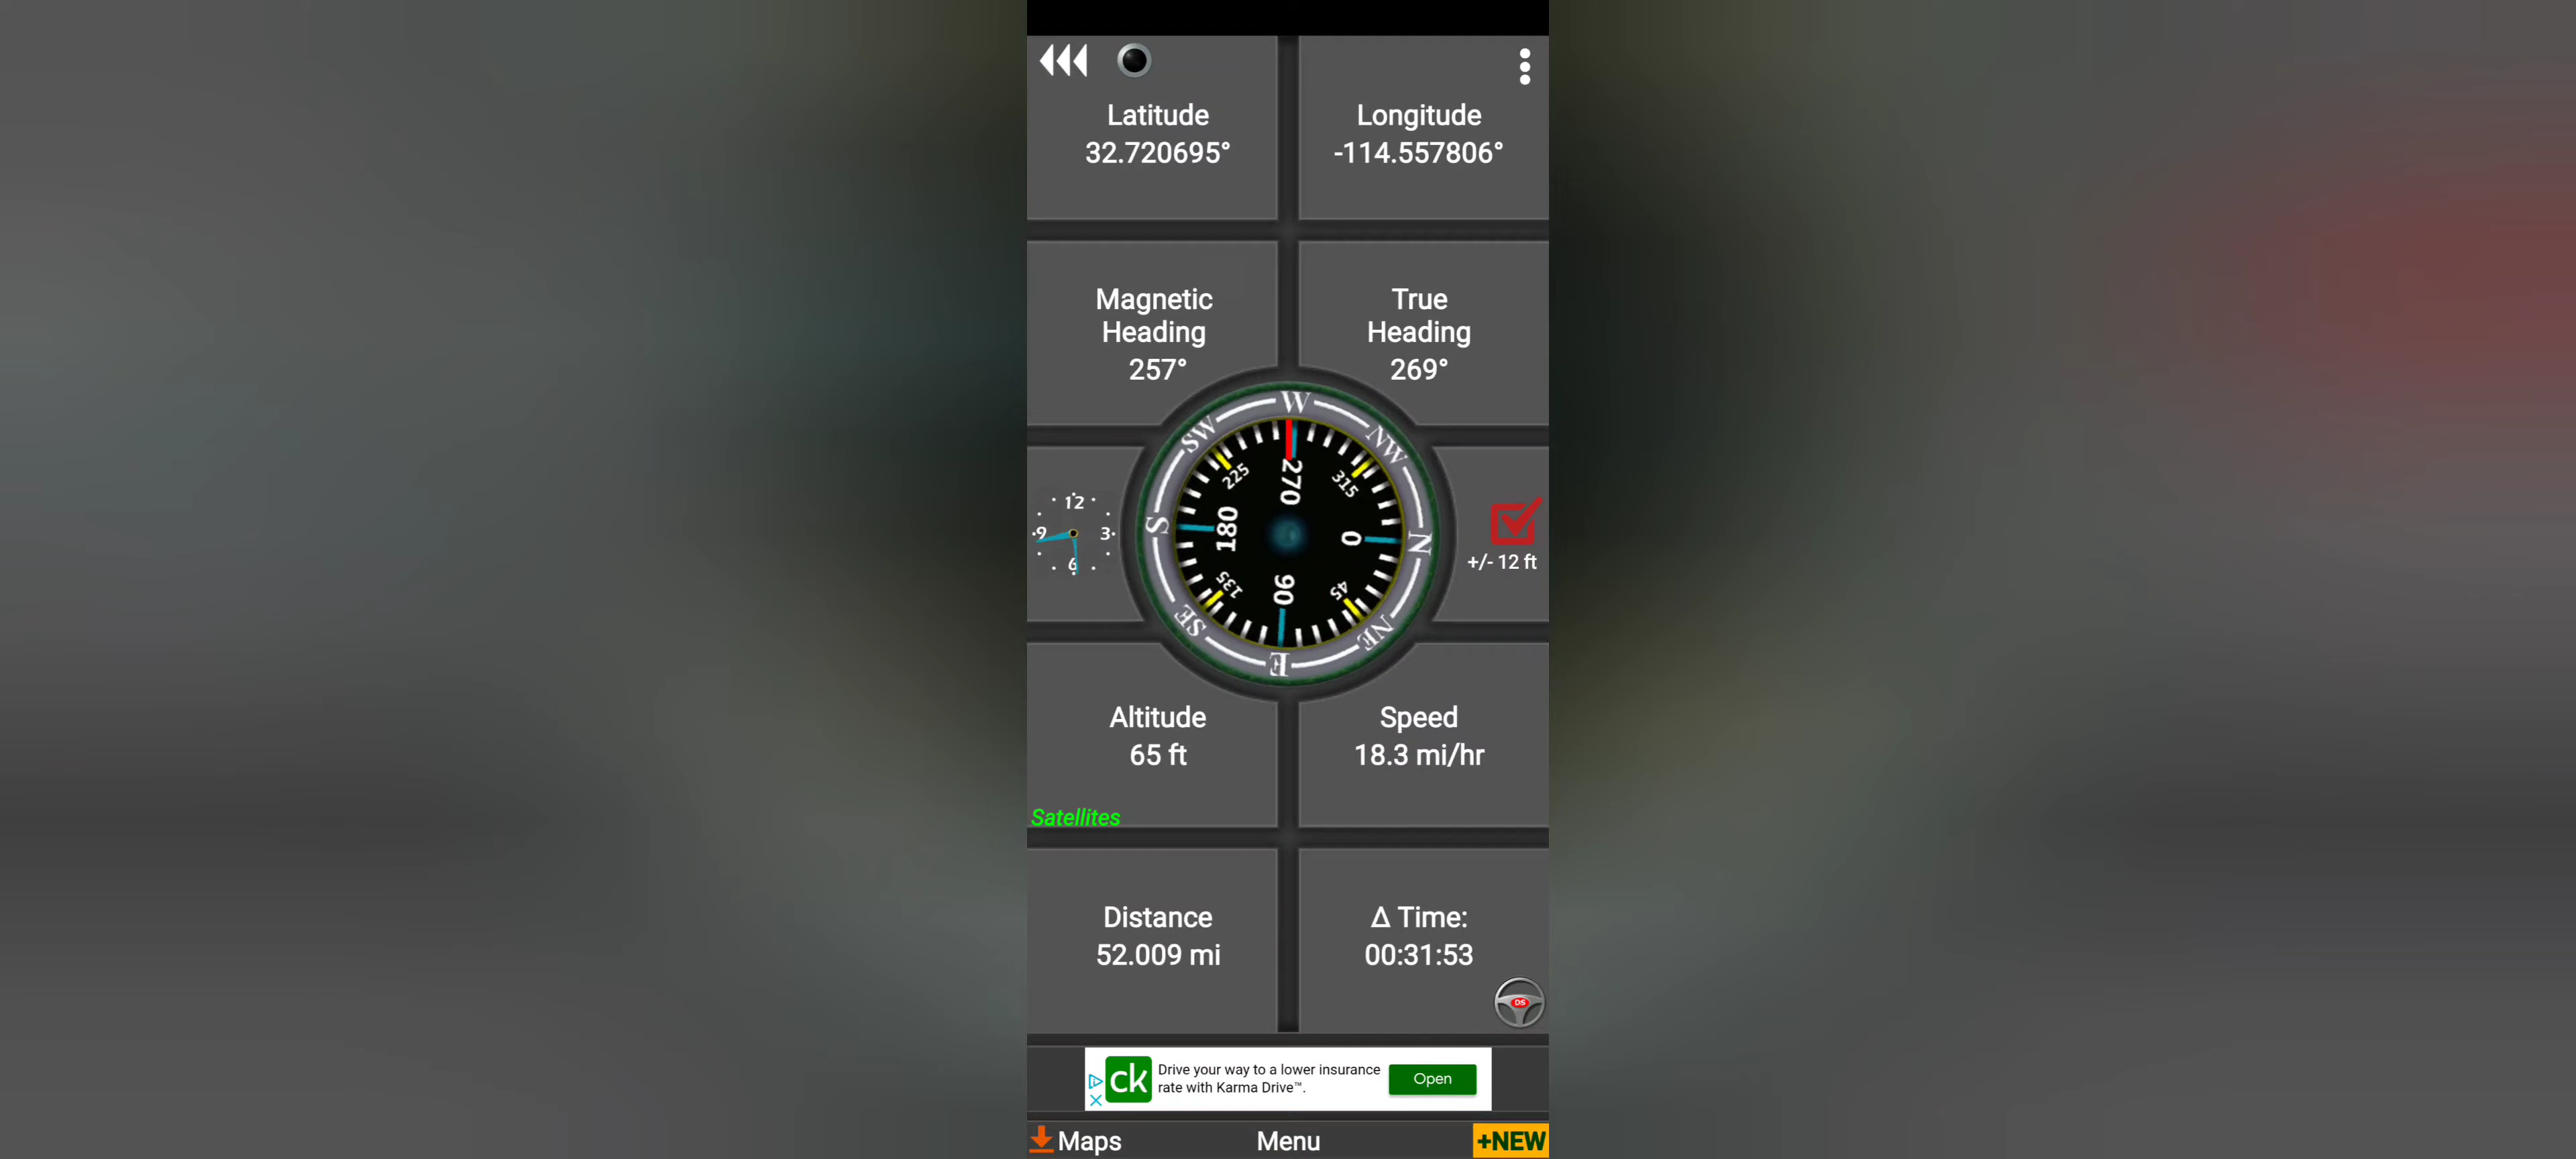 Latitude
32.720695°
Longitude
-114.557806°
Magnetic
Heading
257°
True
Heading
269°
W
NW
N
NE
E
SE
S
SW
270
315
0
45
90
135
180
225
12
3
6
9
+/- 12 ft
Altitude
65 ft
Speed
18.3 mi/hr
Satellites
Distance
52.009 mi
Δ Time:
00:31:53
DS
ck
Drive your way to a lower insurance
rate with Karma Drive™.
Open
Maps
Menu
+NEW